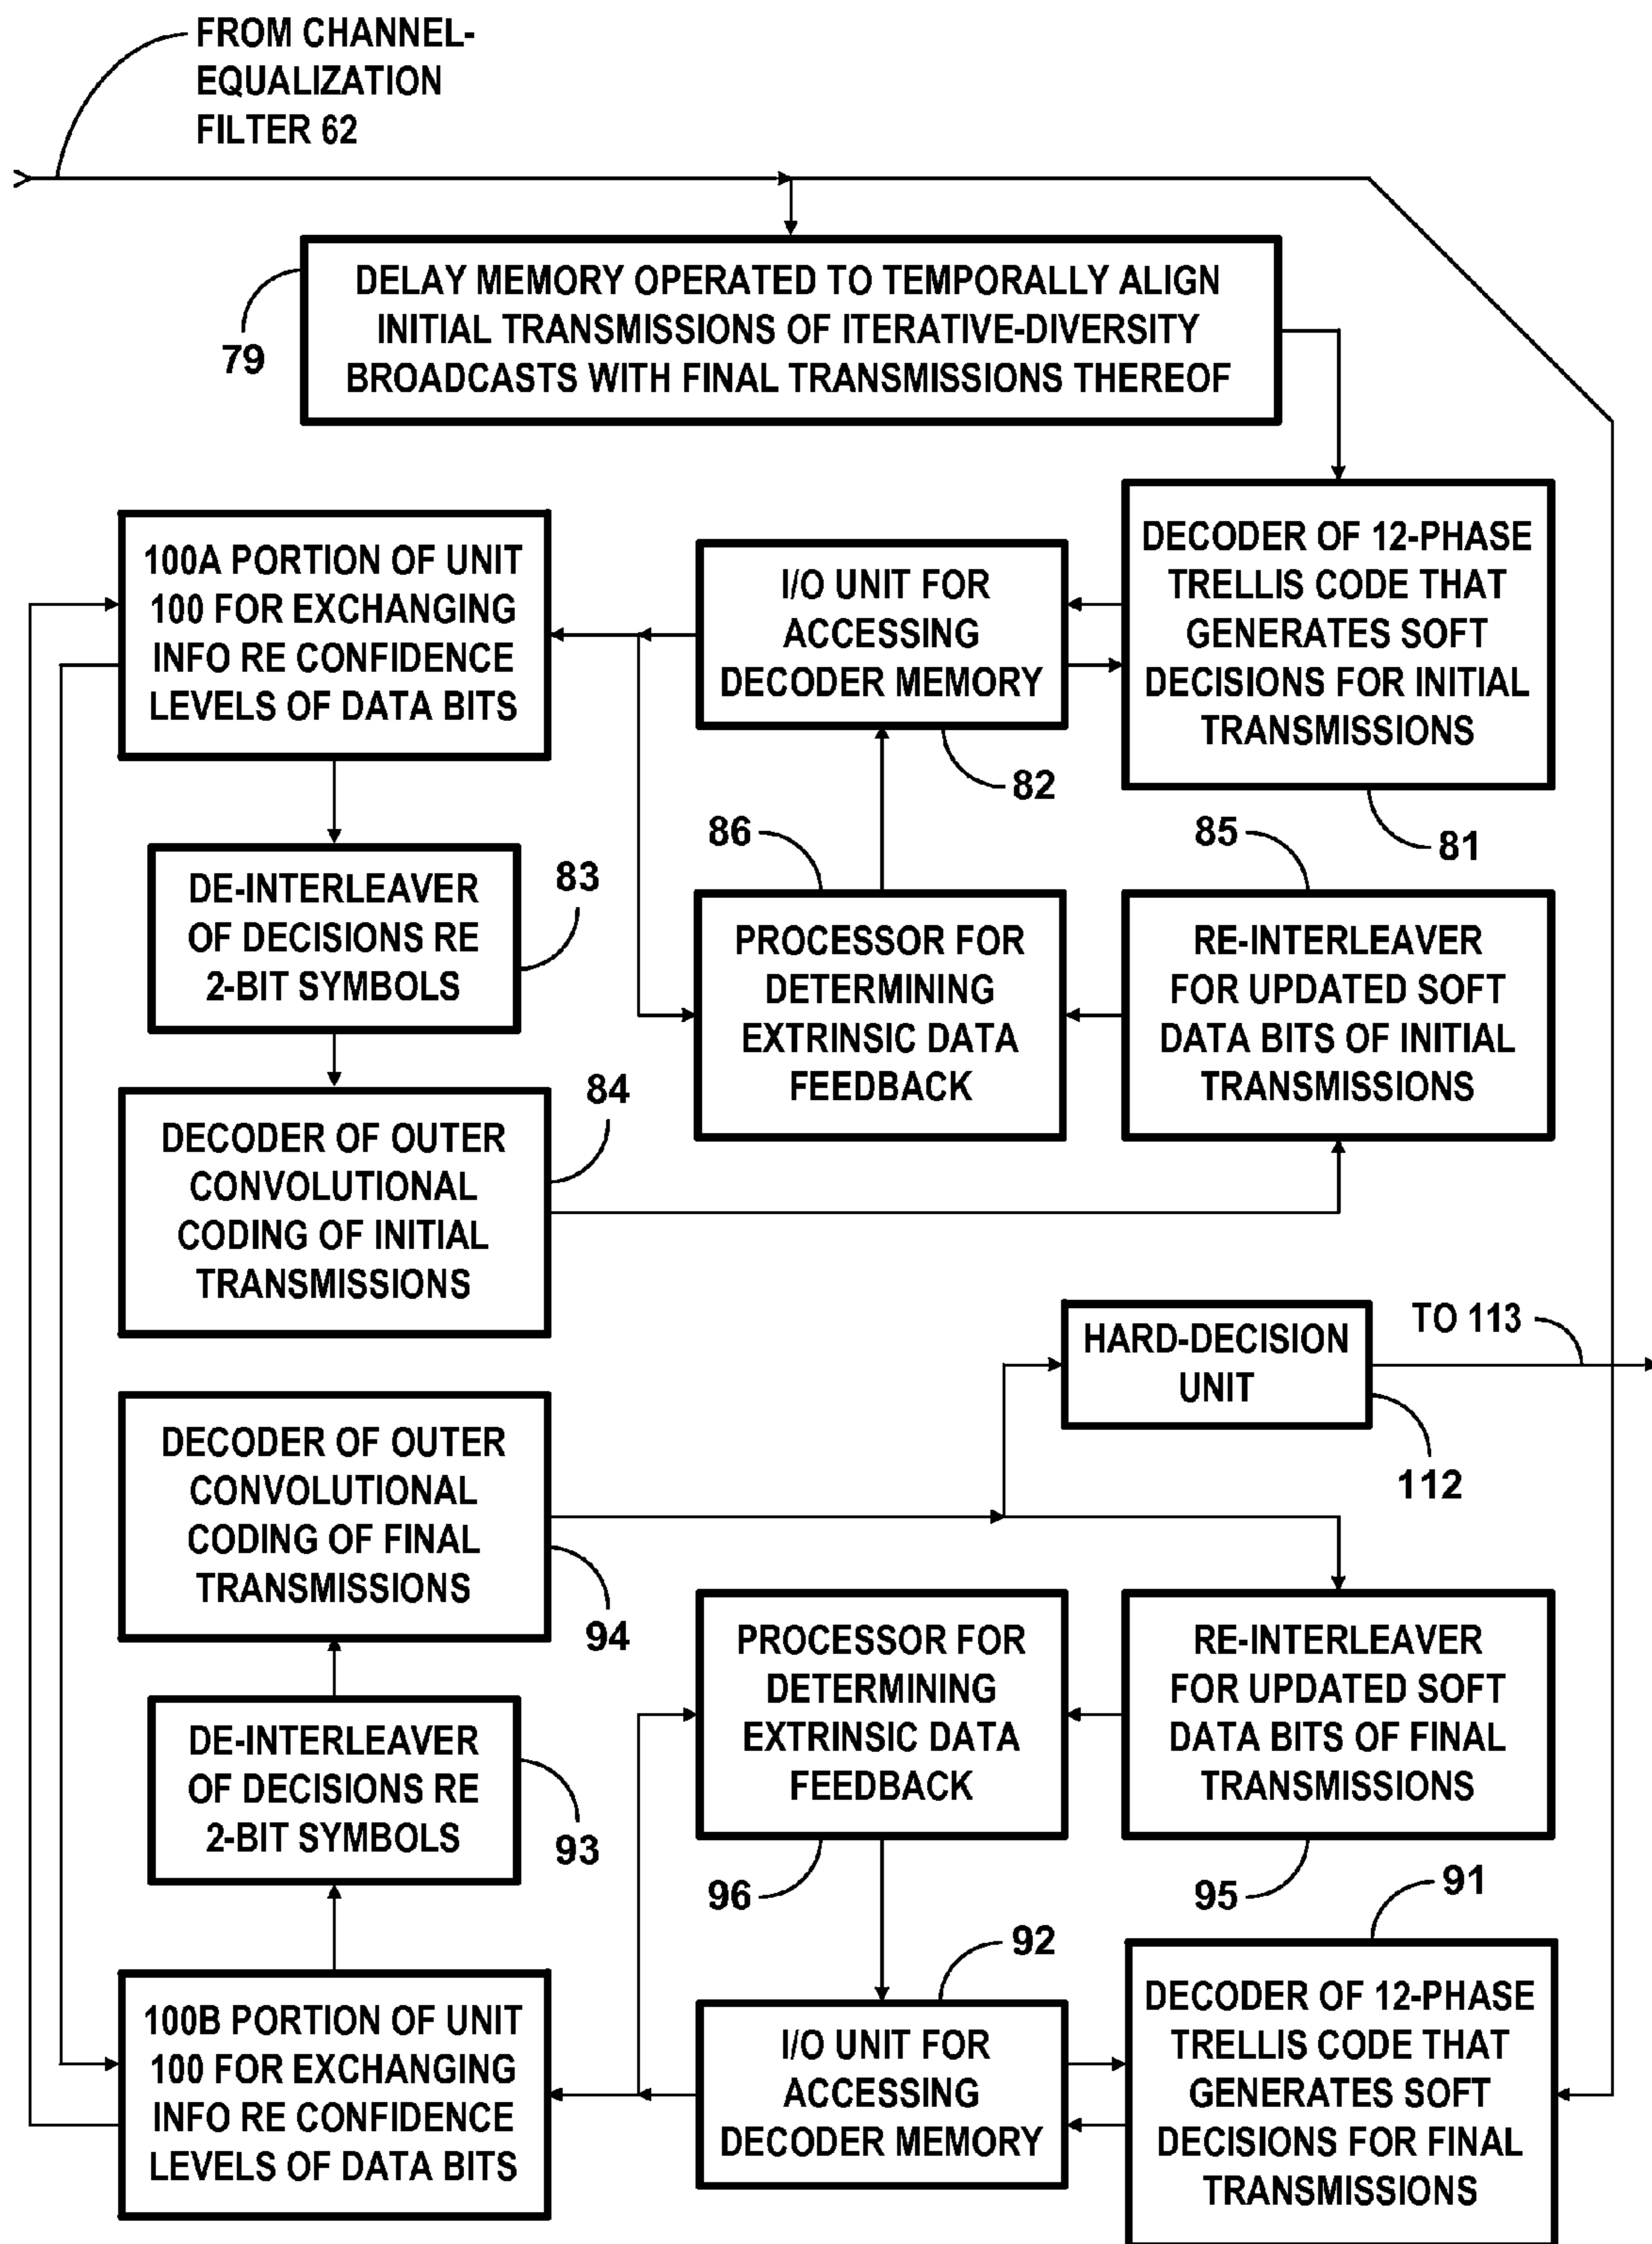 FROM CHANNEL-
EQUALIZATION
FILTER 62
DELAY MEMORY OPERATED TO TEMPORALLY ALIGN
INITIAL TRANSMISSIONS OF ITERATIVE-DIVERSITY
BROADCASTS WITH FINAL TRANSMISSIONS THEREOF
79
100A PORTION OF UNIT
100 FOR EXCHANGING
INFO RE CONFIDENCE
LEVELS OF DATA BITS
I/O UNIT FOR
ACCESSING
DECODER MEMORY
82
DECODER OF 12-PHASE
TRELLIS CODE THAT
GENERATES SOFT
DECISIONS FOR INITIAL
TRANSMISSIONS
81
DE-INTERLEAVER
OF DECISIONS RE
2-BIT SYMBOLS
83
86
PROCESSOR FOR
DETERMINING
EXTRINSIC DATA
FEEDBACK
85
RE-INTERLEAVER
FOR UPDATED SOFT
DATA BITS OF INITIAL
TRANSMISSIONS
84
DECODER OF OUTER
CONVOLUTIONAL
CODING OF INITIAL
TRANSMISSIONS
HARD-DECISION
UNIT
TO 113
112
DECODER OF OUTER
CONVOLUTIONAL
CODING OF FINAL
TRANSMISSIONS
94
PROCESSOR FOR
DETERMINING
EXTRINSIC DATA
FEEDBACK
96
RE-INTERLEAVER
FOR UPDATED SOFT
DATA BITS OF FINAL
TRANSMISSIONS
95
DE-INTERLEAVER
OF DECISIONS RE
2-BIT SYMBOLS
93
100B PORTION OF UNIT
100 FOR EXCHANGING
INFO RE CONFIDENCE
LEVELS OF DATA BITS
92
I/O UNIT FOR
ACCESSING
DECODER MEMORY
91
DECODER OF 12-PHASE
TRELLIS CODE THAT
GENERATES SOFT
DECISIONS FOR FINAL
TRANSMISSIONS